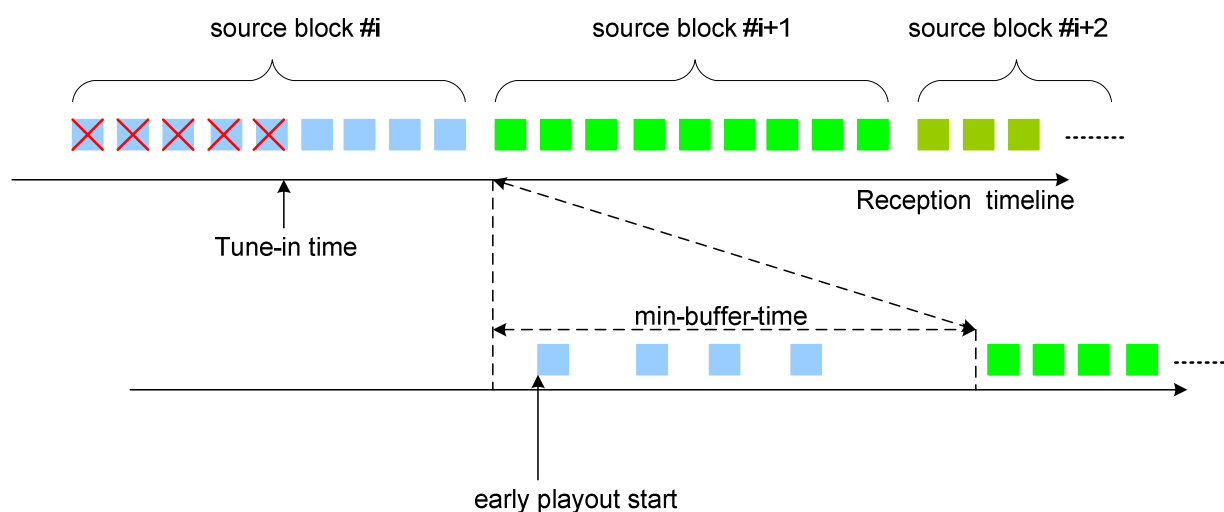 source block #i
source block #i+1
source block #i+2
Reception timeline
Tune-in time
min-buffer-time
early playout start